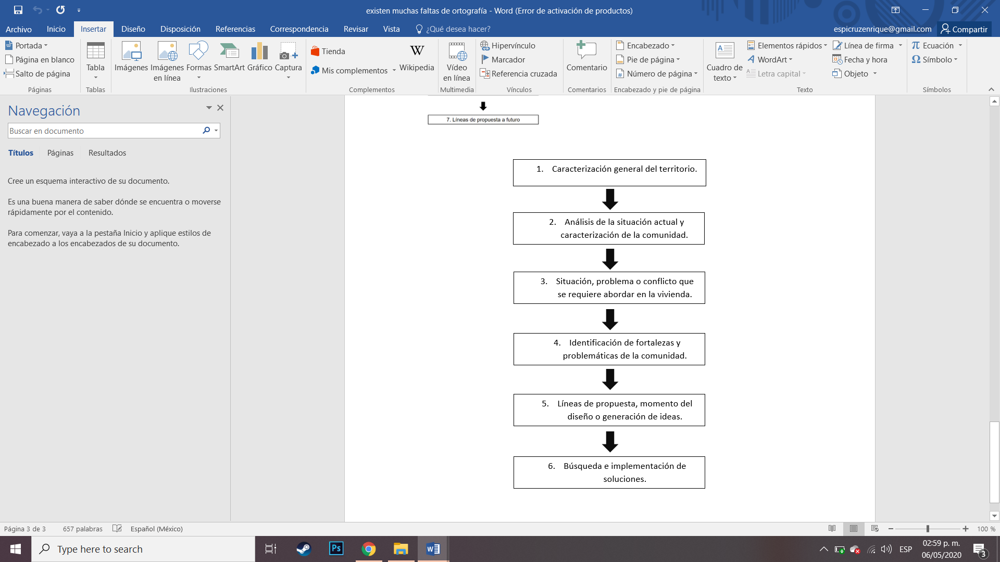 existen muchas faltas de ortografía - Word (Error de activación de productos)
Archivo Inicio Insertar Diseño Disposición Referencias Correspondencia Revisar Vista ¿Qué desea hacer? espicruzenrique@gmail.com Compartir
Portada
Página en blanco
Salto de página
Páginas
Tabla
Tablas
Imágenes
Imágenes
en línea
Formas
SmartArt
Gráfico
Captura
Ilustraciones
Tienda
Mis complementos
W
Wikipedia
Complementos
Vídeo
en línea
Multimedia
Hipervínculo
Marcador
Referencia cruzada
Vínculos
Comentario
Comentarios
Encabezado
Pie de página
# Número de página
Encabezado y pie de página
A
Cuadro de
texto
Elementos rápidos
A WordArt
A Letra capital
Línea de firma
Fecha y hora
Objeto
Texto
π Ecuación
Ω Símbolo
Símbolos
Navegación
Buscar en documento
Títulos Páginas Resultados
Cree un esquema interactivo de su documento.
Es una buena manera de saber dónde se encuentra o moverse
rápidamente por el contenido.
Para comenzar, vaya a la pestaña Inicio y aplique estilos de
encabezado a los encabezados de su documento.
7. Líneas de propuesta a futuro
1. Caracterización general del territorio.
2. Análisis de la situación actual y
caracterización de la comunidad.
3. Situación, problema o conflicto que
se requiere abordar en la vivienda.
4. Identificación de fortalezas y
problemáticas de la comunidad.
5. Líneas de propuesta, momento del
diseño o generación de ideas.
6. Búsqueda e implementación de
soluciones.
Página 3 de 3 657 palabras Español (México) 100 %
Type here to search
Ps
W
ESP
02:59 p. m.
06/05/2020
3